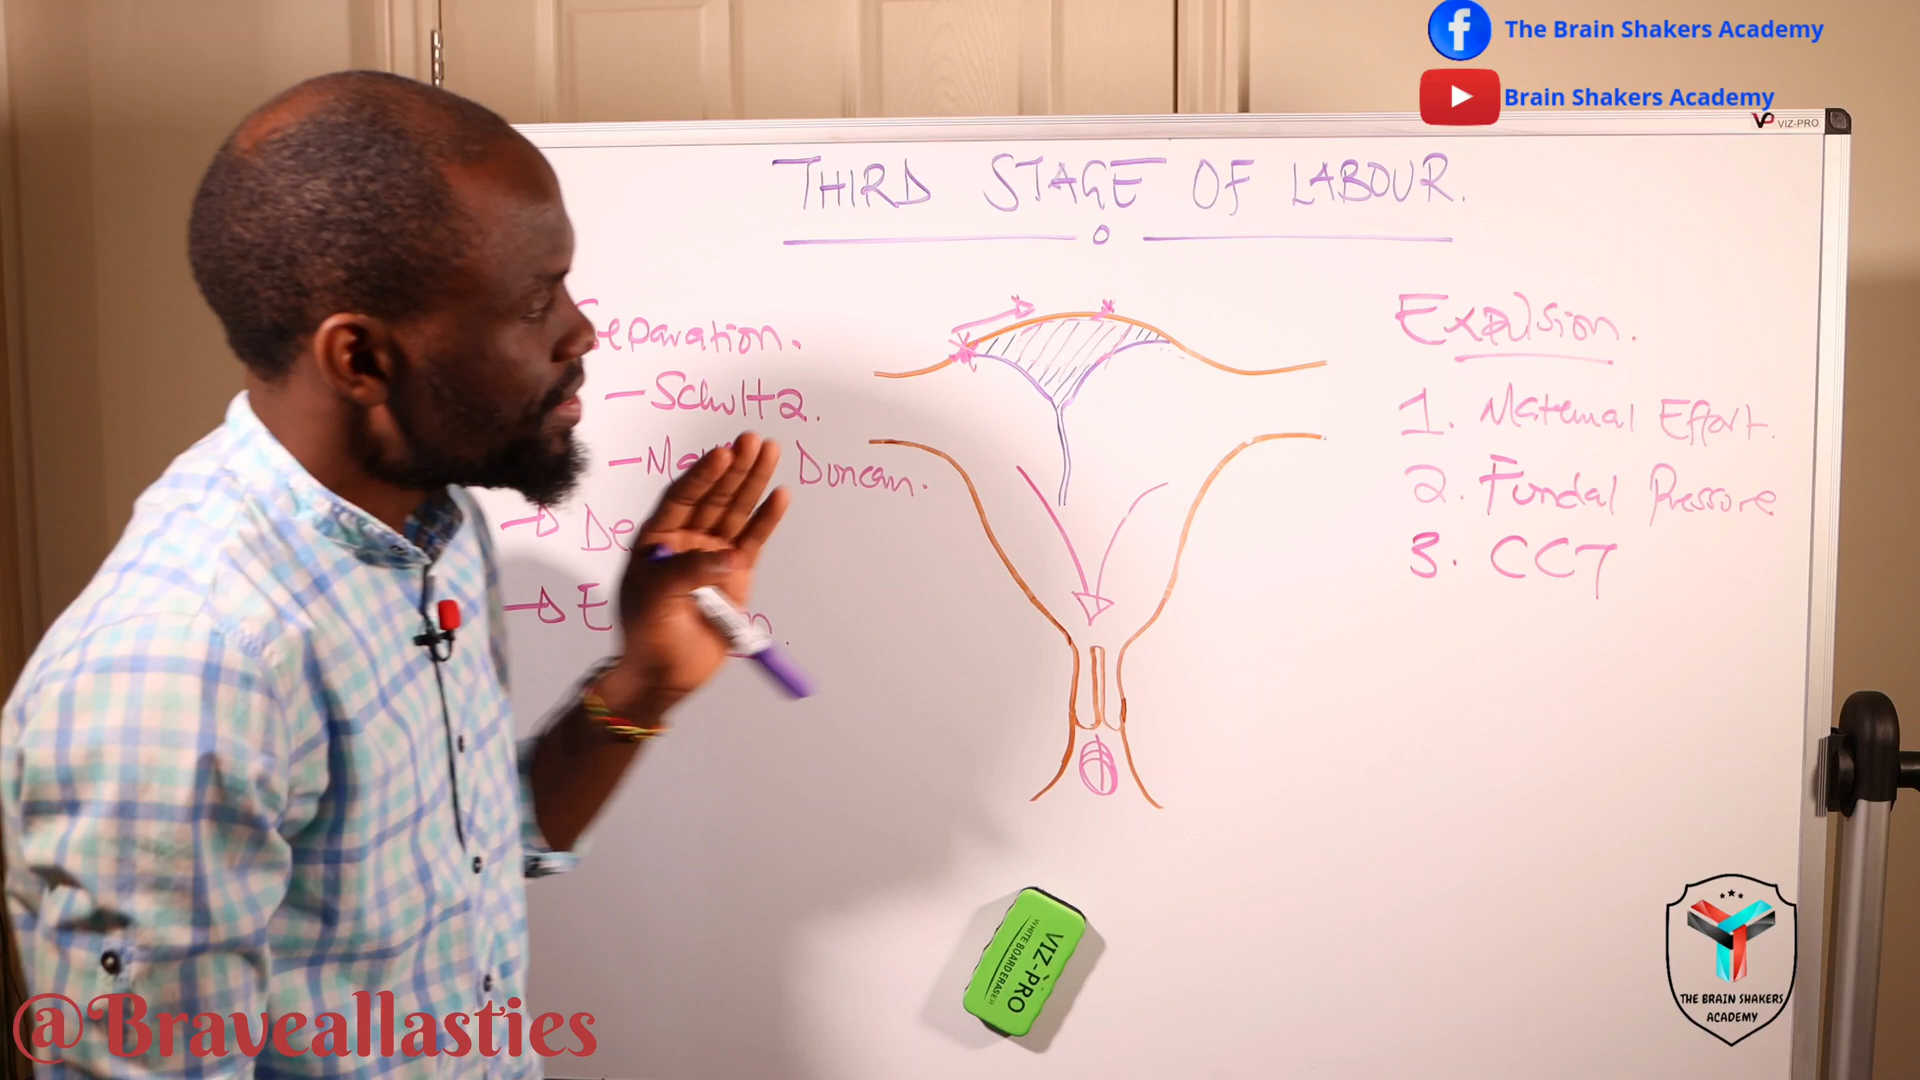 The Brain Shakers Academy
Brain Shakers Academy
VIZ-PRO
THIRD STAGE OF LABOUR.
Separation.
- Schultz.
Duncan.
Expulsion.
1. Maternal Effort.
2. Fundal Pressure
3. CCT
VIZ-PRO
WHITE BOARD ERASER
THE BRAIN SHAKERS
ACADEMY
@Braveallasties